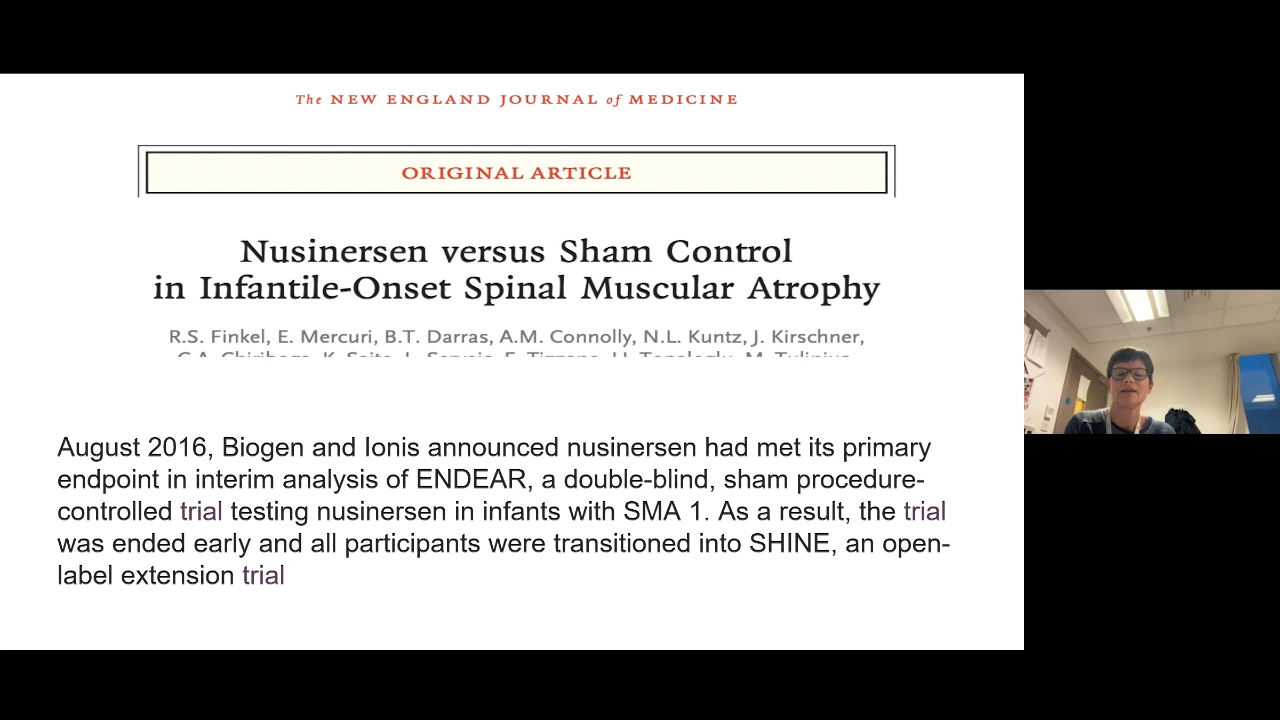 The NEW ENGLAND JOURNAL of MEDICINE
ORIGINAL ARTICLE
Nusinersen versus Sham Control
in Infantile-Onset Spinal Muscular Atrophy
R.S. Finkel, E. Mercuri, B.T. Darras, A.M. Connolly, N.L. Kuntz, J. Kirschner,
August 2016, Biogen and Ionis announced nusinersen had met its primary
endpoint in interim analysis of ENDEAR, a double-blind, sham procedure-
controlled trial testing nusinersen in infants with SMA 1. As a result, the trial
was ended early and all participants were transitioned into SHINE, an open-
label extension trial